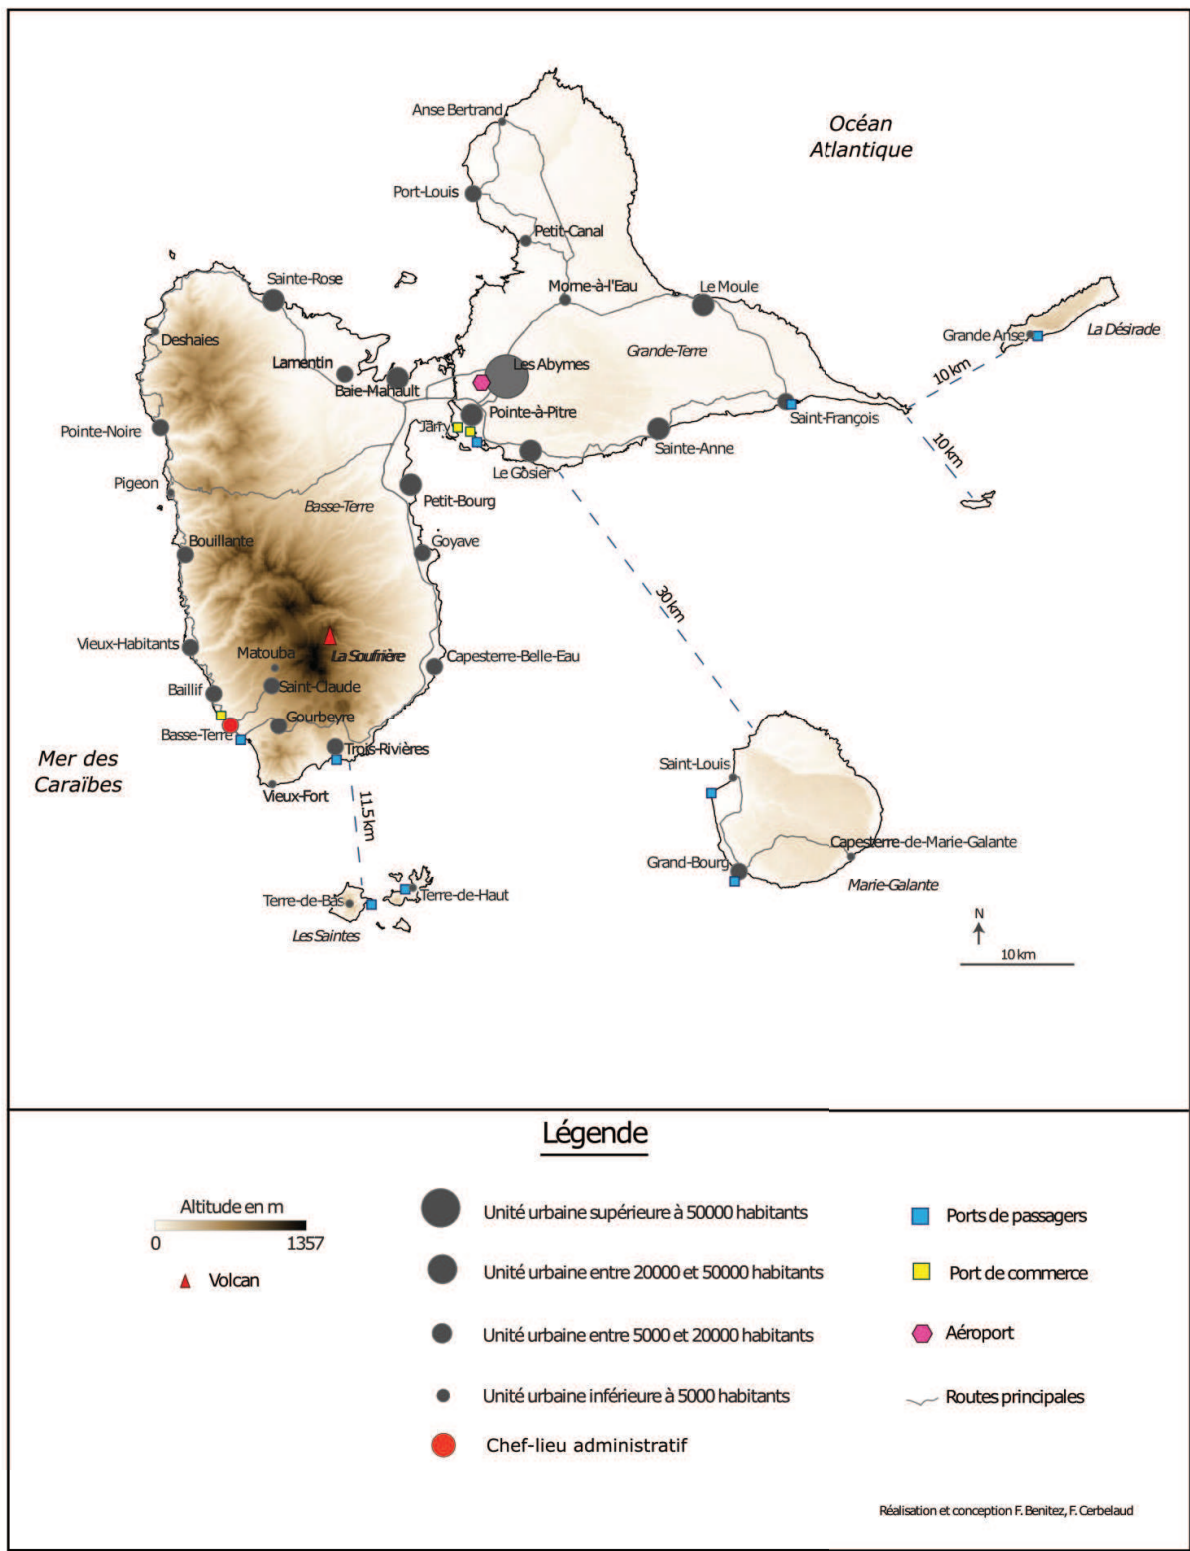 Anse Bertrand
Océan
Atlantique
Port-Louis
Petit-Canal
Sainte-Rose
Morne-à-l'Eau
Le Moule
Deshaies
Grande-Terre
Grande Anse
La Désirade
Lamentin
Les Abymes
10 km
Baie-Mahault
Pointe-à-Pitre
Saint-François
Jarry
Pointe-Noire
Sainte-Anne
10 km
Le Gosier
Pigeon
Basse-Terre
Petit-Bourg
Bouillante
Goyave
30 km
Vieux-Habitants
Matouba
La Soufrière
Capesterre-Belle-Eau
Saint-Claude
Baillif
Gourbeyre
Basse-Terre
Trois-Rivières
Mer des
Caraïbes
Saint-Louis
Vieux-Fort
11.5 km
Capesterre-de-Marie-Galante
Grand-Bourg
Marie-Galante
Terre-de-Haut
Terre-de-Bas
Les Saintes
N
10 km
Légende
Altitude en m
0 1357
Volcan
Unité urbaine supérieure à 50000 habitants
Unité urbaine entre 20000 et 50000 habitants
Unité urbaine entre 5000 et 20000 habitants
Unité urbaine inférieure à 5000 habitants
Chef-lieu administratif
Ports de passagers
Port de commerce
Aéroport
Routes principales
Réalisation et conception F. Benitez, F. Cerbelaud